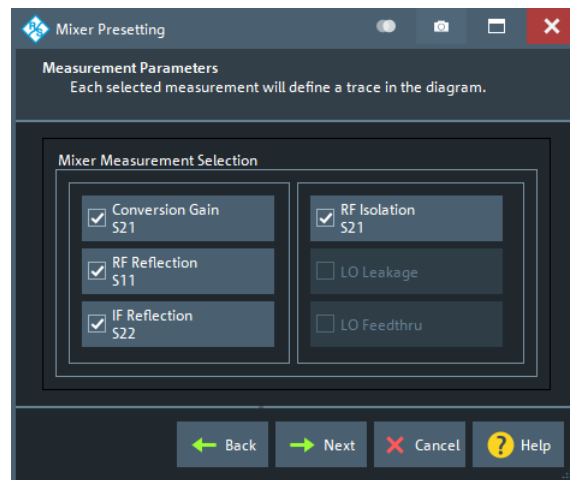 Mixer Presetting
Measurement Parameters
Each selected measurement will define a trace in the diagram.
Mixer Measurement Selection
Conversion Gain
S21
RF Reflection
S11
IF Reflection
S22
RF Isolation
S21
LO Leakage
LO Feedthru
Back
Next
Cancel
? Help